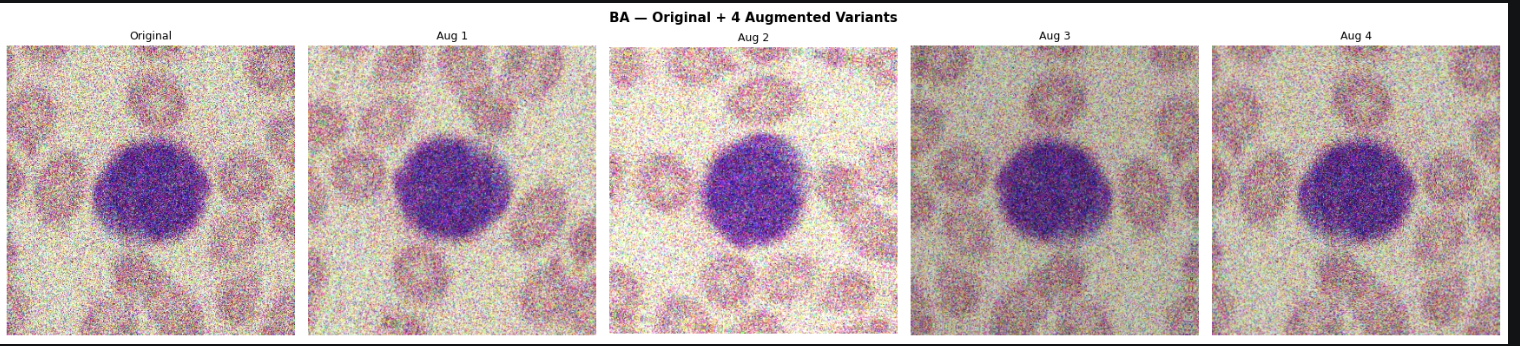 BA — Original + 4 Augmented Variants
Original
Aug 1
Aug 2
Aug 3
Aug 4